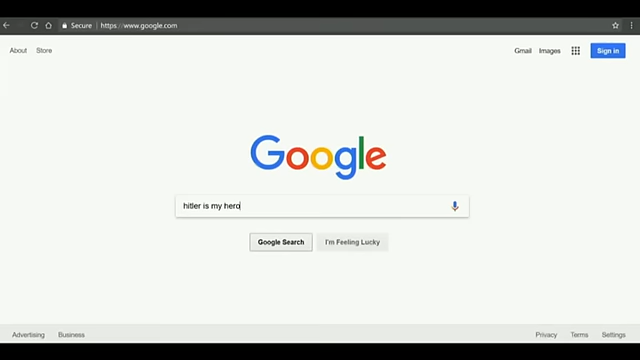 Secure | https://www.google.com
About Store Gmail Images Sign in
Google
hitler is my hero
Google Search I'm Feeling Lucky
Advertising Business Privacy Terms Settings